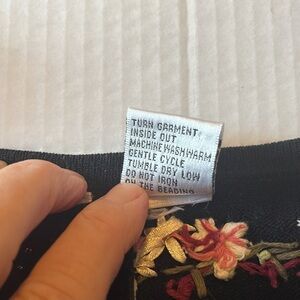 TURN GARMENT
INSIDE OUT
MACHINE WASH WARM
GENTLE CYCLE
TUMBLE DRY LOW
DO NOT IRON
ON THE BEADING